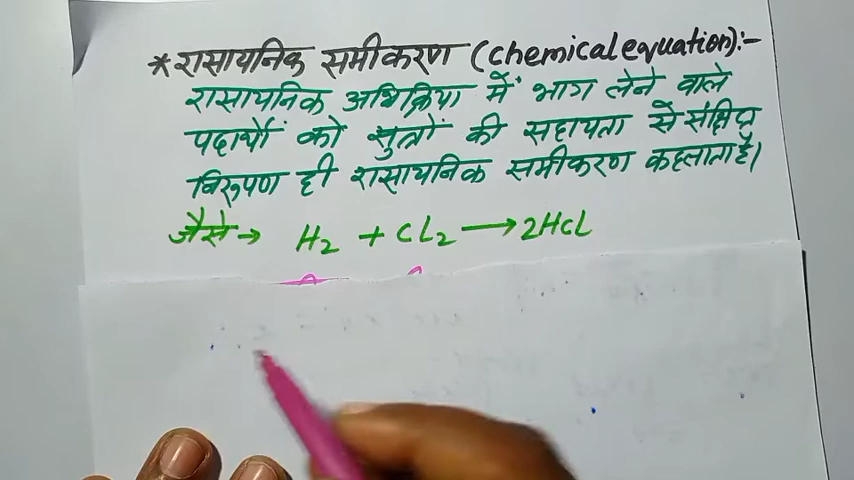 *रासायनिक समीकरण (chemical equation):-
रासायनिक अभिक्रिया में भाग लेने वाले
पदार्थों को सुत्रों की सहायता से संक्षिप्त
निरूपण ही रासायनिक समीकरण कहलाता है।
जैसे → H₂ + CL₂ → 2HCL